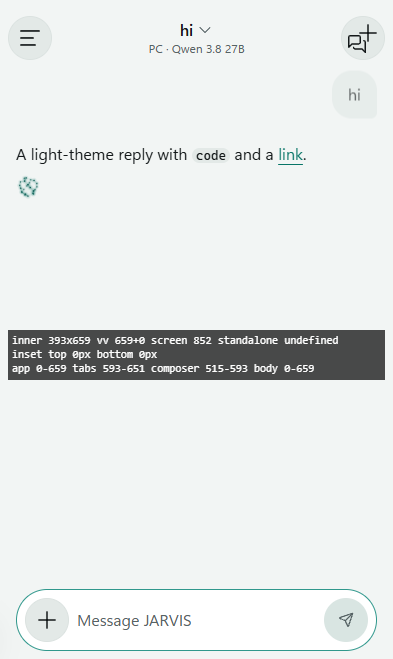 hi
PC · Qwen 3.8 27B
hi
A light-theme reply with code and a link.
inner 393x659 vv 659+0 screen 852 standalone undefined
inset top 0px bottom 0px
app 0-659 tabs 593-651 composer 515-593 body 0-659
Message JARVIS